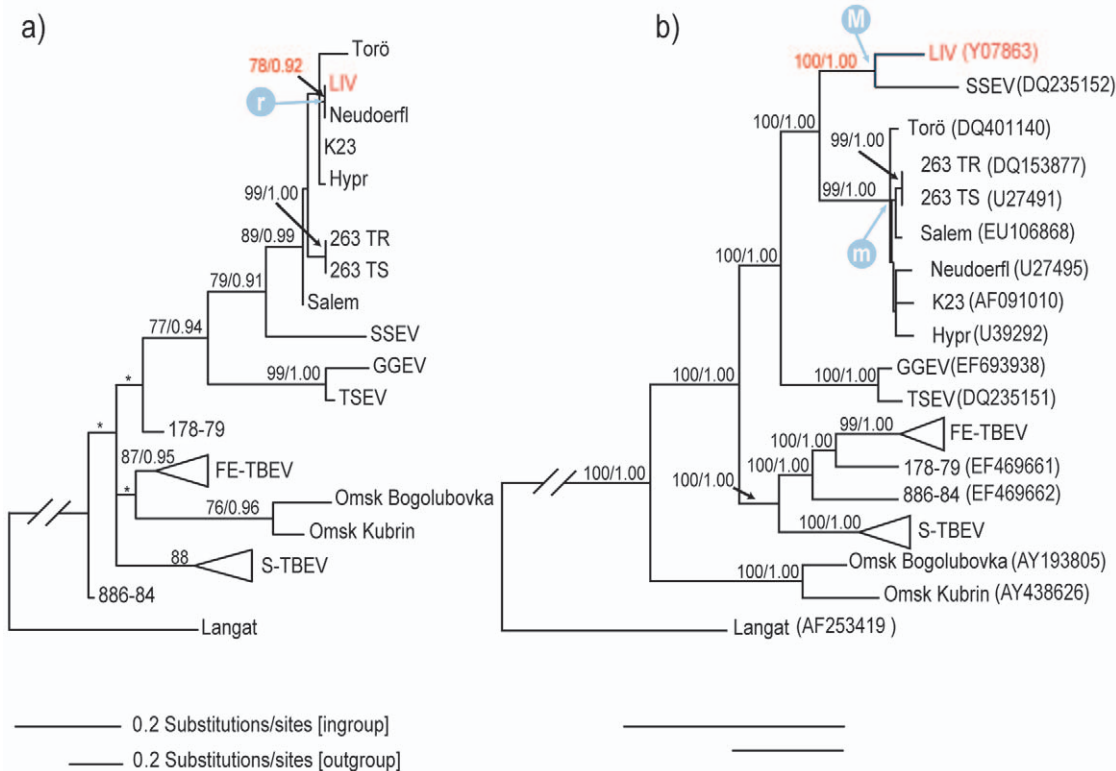 a)
Torö
78/0.92
LIV
r
Neudoerfl
K23
Hypr
99/1.00
263 TR
89/0.99
263 TS
79/0.91
Salem
77/0.94
SSEV
GGEV
99/1.00
TSEV
*
178-79
*
87/0.95
FE-TBEV
*
76/0.96
Omsk Bogolubovka
Omsk Kubrin
88
S-TBEV
886-84
Langat
0.2 Substitutions/sites [ingroup]
0.2 Substitutions/sites [outgroup]
b)
M
100/1.00
LIV (Y07863)
SSEV (DQ235152)
100/1.00
Torö (DQ401140)
99/1.00
263 TR (DQ153877)
99/1.00
263 TS (U27491)
Salem (EU106868)
m
Neudoerfl (U27495)
K23 (AF091010)
Hypr (U39292)
100/1.00
GGEV (EF693938)
100/1.00
TSEV (DQ235151)
100/1.00
99/1.00
FE-TBEV
100/1.00
178-79 (EF469661)
100/1.00
886-84 (EF469662)
100/1.00
100/1.00
100/1.00
S-TBEV
Omsk Bogolubovka (AY193805)
100/1.00
Omsk Kubrin (AY438626)
Langat (AF253419 )